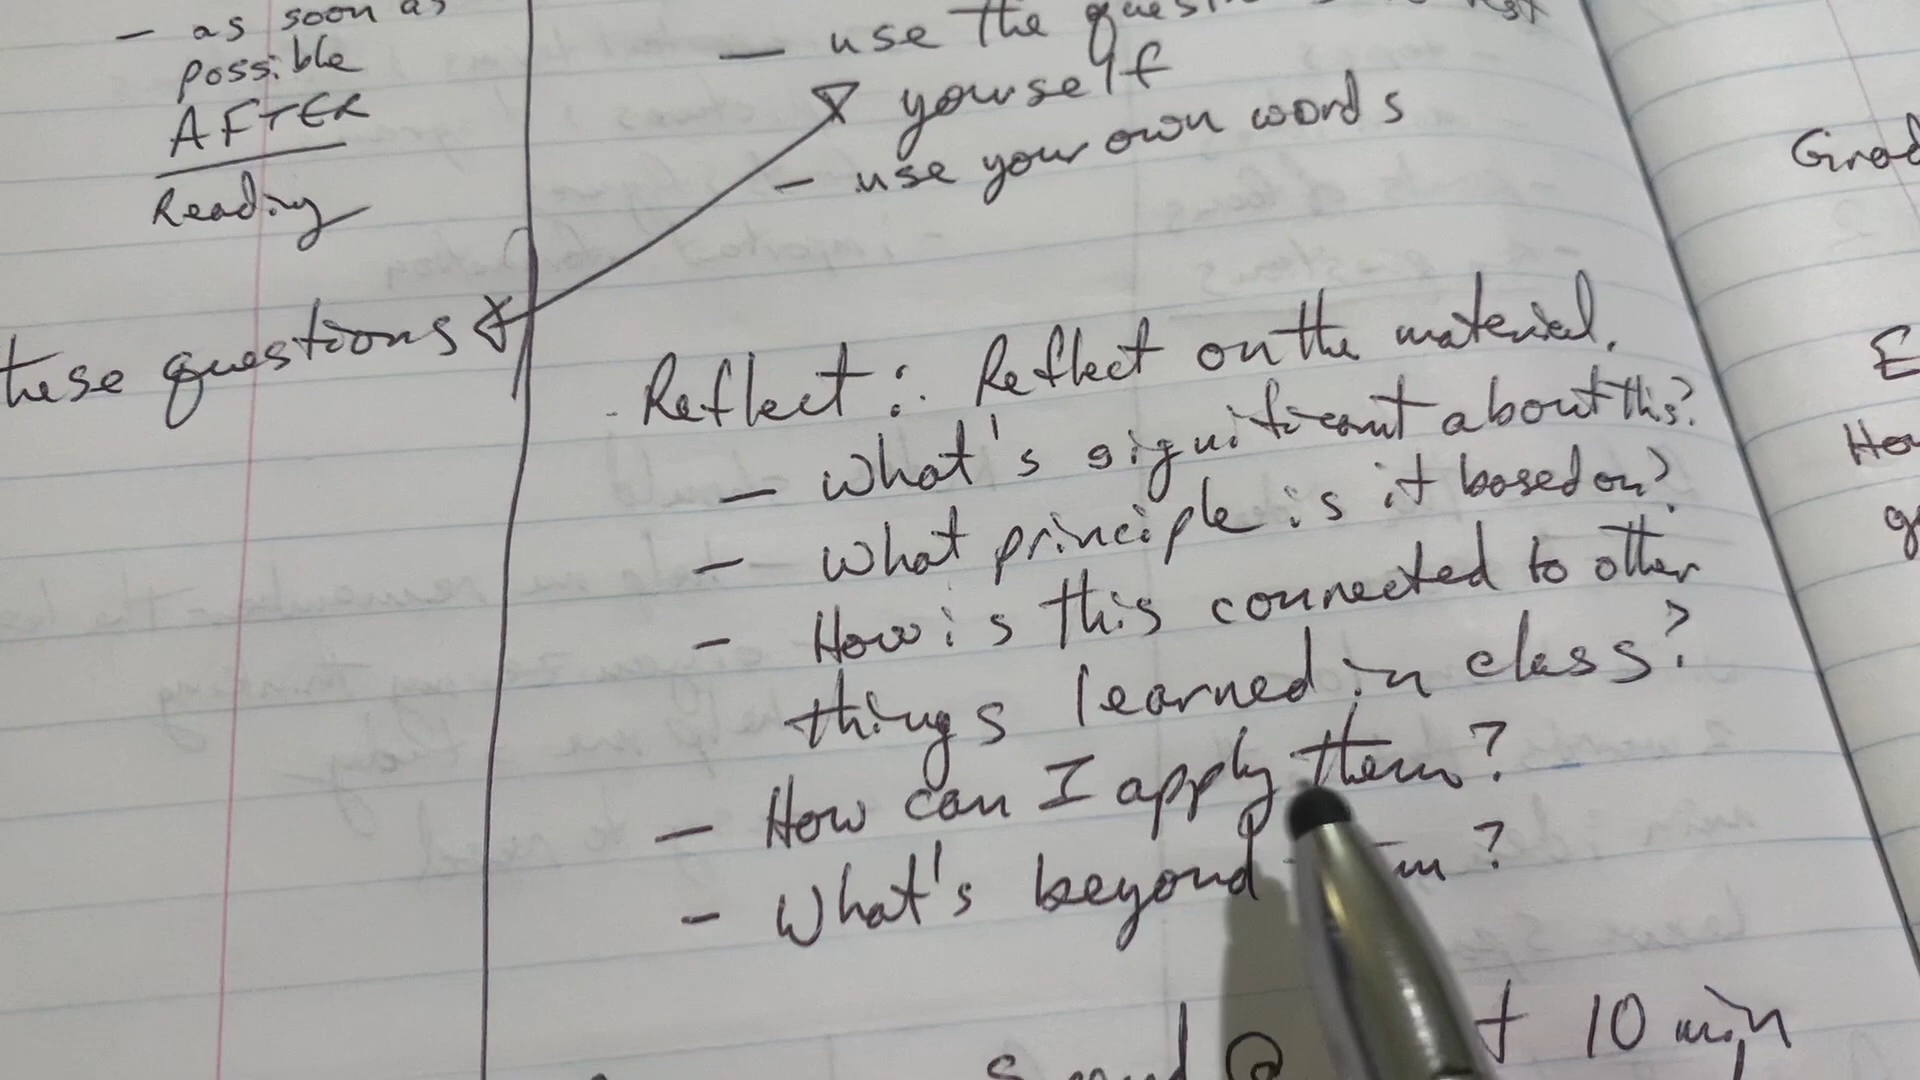 - as soon as
possible
AFTER
Reading
these questions
- use the
yourself
- use your own words
Reflect: Reflect on the material.
- What's significant about this?
- What principle is it based on?
- How is this connected to other
things learned in class?
- How can I apply them?
- What's beyond
10 min